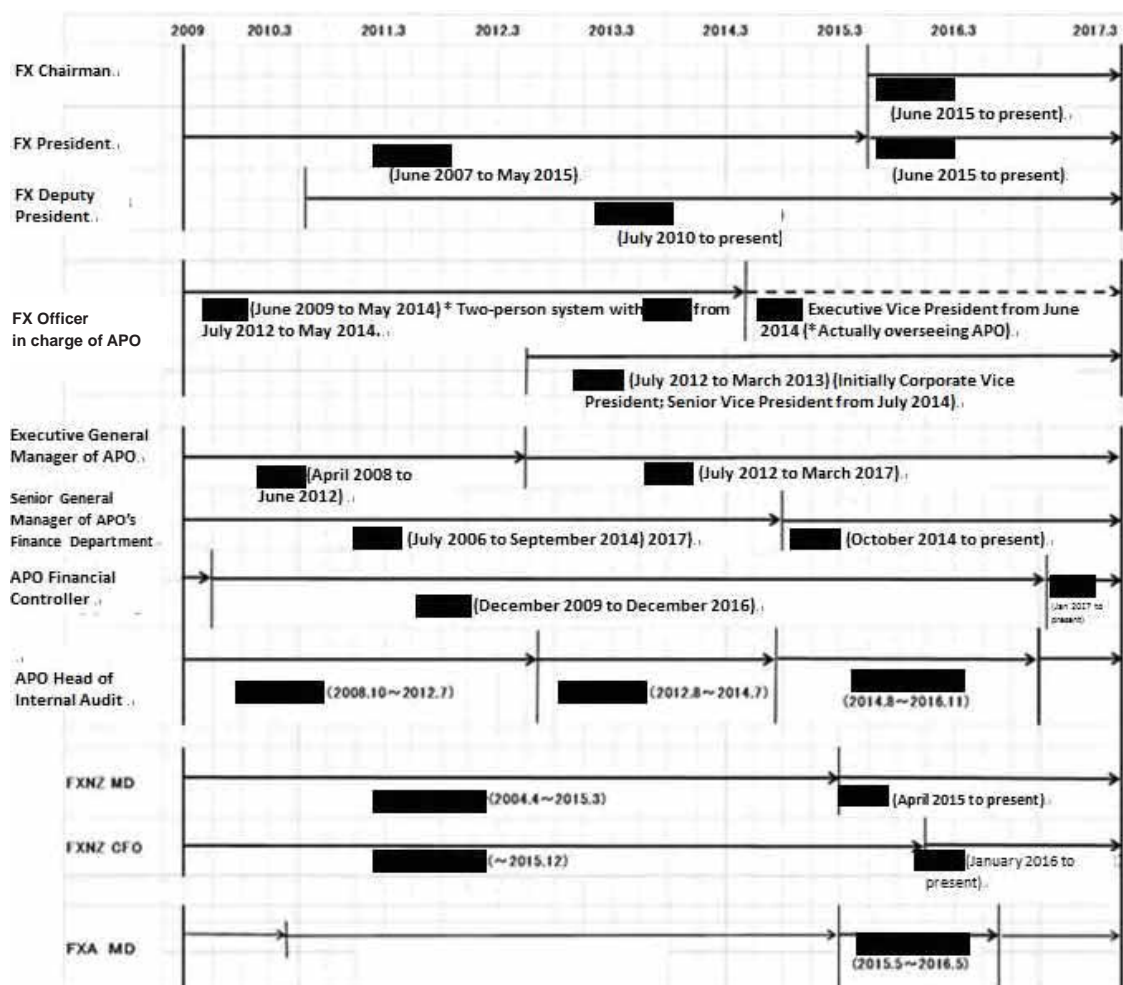 2009 2010.3 2011.3 2012.3 2013.3 2014.3 2015.3 2016.3 2017.3
FX Chairman
(June 2015 to present)
FX President
(June 2007 to May 2015) (June 2015 to present)
FX Deputy
President
(July 2010 to present)
FX Officer
in charge of APO
(June 2009 to May 2014) * Two-person system with from
July 2012 to May 2014
Executive Vice President from June
2014 (*Actually overseeing APO)
(July 2012 to March 2013) (Initially Corporate Vice
President; Senior Vice President from July 2014)
Executive General
Manager of APO
(April 2008 to
June 2012)
(July 2012 to March 2017)
Senior General
Manager of APO's
Finance Department
(July 2006 to September 2014) 2017) (October 2014 to present)
APO Financial
Controller
(December 2009 to December 2016)
(Jan 2017 to
present)
APO Head of
Internal Audit
(2008.10～2012.7) (2012.8～2014.7) (2014.8～2016.11)
FXNZ MD
(2004.4～2015.3) (April 2015 to present)
FXNZ CFO
(～2015.12) (January 2016 to
present)
FXA MD
(2015.5～2016.5)